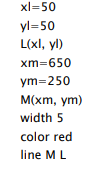 xl=50
yl=50
L(xl, yl)
xm=650
ym=250
M(xm, ym)
width 5
color red
line M L